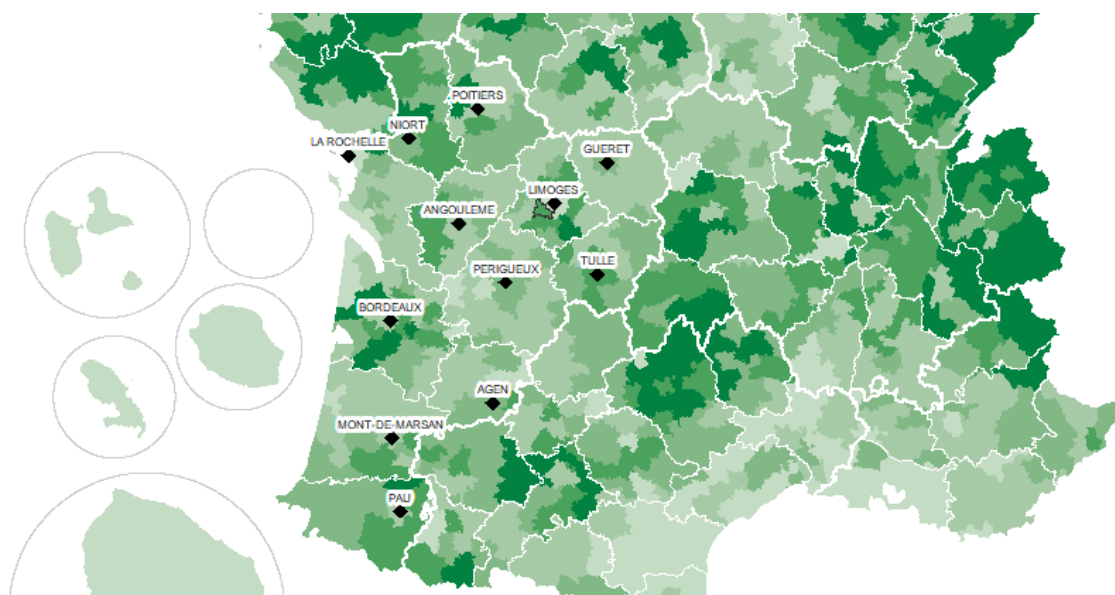 POITIERS
NIORT
LA ROCHELLE
GUERET
LIMOGES
ANGOULEME
TULLE
PERIGUEUX
BORDEAUX
AGEN
MONT-DE-MARSAN
PAU